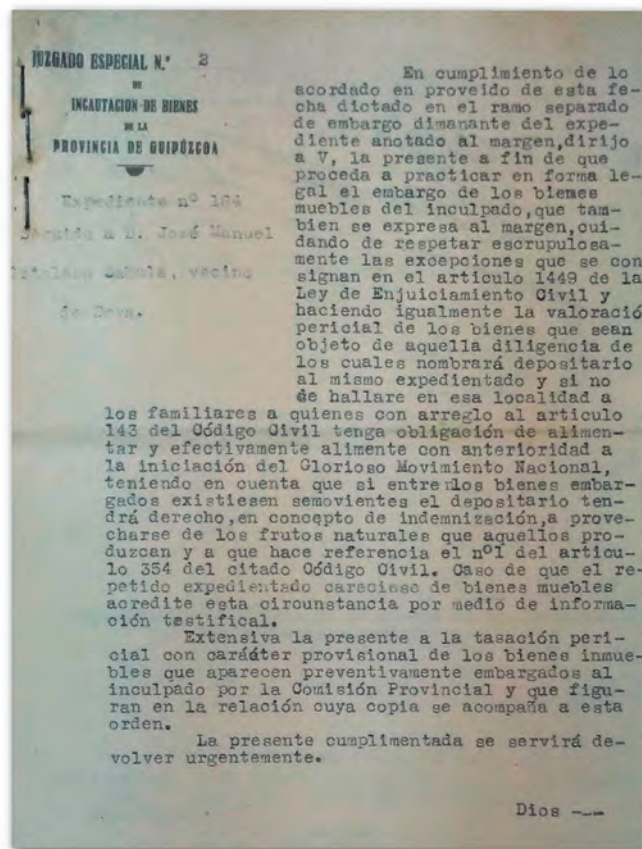 JUZGADO ESPECIAL N.º 2
DE
INCAUTACION DE BIENES
DE LA
PROVINCIA DE GUIPÚZCOA
Expediente nº 164
seguido a D. José Manuel
vecino
de Deva.
En cumplimiento de lo
acordado en proveido de esta fe-
cha dictado en el ramo separado
de embargo dimanante del expe-
diente anotado al margen,dirijo
a V, la presente a fin de que
proceda a practicar en forma le-
gal el embargo de los bienes
muebles del inculpado,que tam-
bien se expresa al margen,cui-
dando de respetar escrupulosa-
mente las excepciones que se con
signan en el articulo 1449 de la
Ley de Enjuiciamiento Civil y
haciendo igualmente la valoració
pericial de los bienes que sean
objeto de aquella diligencia de
los cuales nombrará depositario
al mismo expedientado y si no
se hallare en esa localidad a
los familiares a quienes con arreglo al articulo
143 del Código Civil tenga obligación de alimen-
tar y efectivamente alimente con anterioridad a
la iniciación del Glorioso Movimiento Nacional,
teniendo en cuenta que si entre los bienes embar-
gados existiesen semovientes el depositario ten-
drá derecho,en concepto de indemnización,a prove-
charse de los frutos naturales que aquellos pro-
duzcan y a que hace referencia el nº1 del articu-
lo 354 del citado Código Civil. Caso de que el re-
petido expedientado careciese de bienes muebles
acredite esta circunstancia por medio de informa-
ción testifical.
Extensiva la presente a la tasación peri-
cial con carácter provisional de los bienes inmue-
bles que aparecen preventivamente embargados al
inculpado por la Comisión Provincial y que figu-
ran en la relación cuya copia se acompaña a esta
orden.
La presente cumplimentada se servirá de-
volver urgentemente.
Dios ---